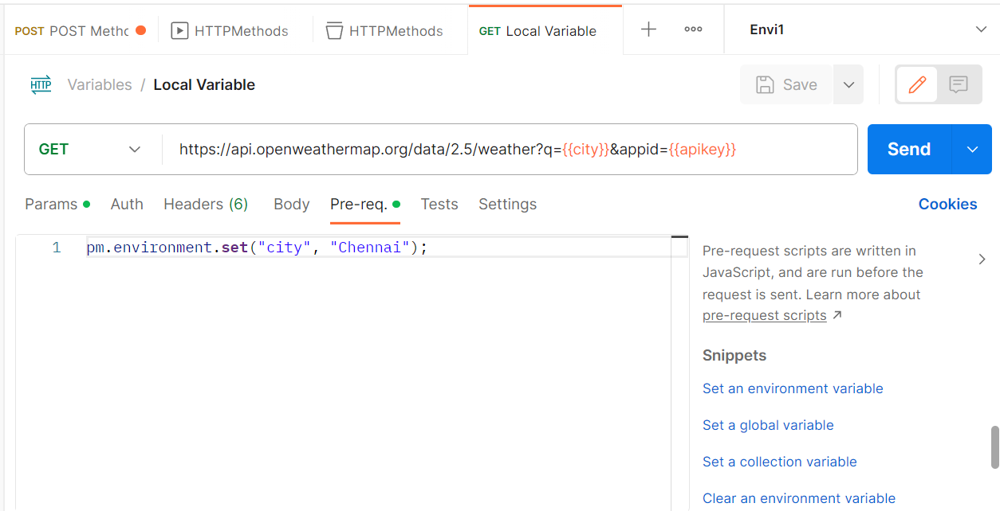 POST POST Methc HTTPMethods HTTPMethods GET Local Variable Envi1
HTTP Variables / Local Variable Save
GET https://api.openweathermap.org/data/2.5/weather?q={{city}}&appid={{apikey}} Send
Params Auth Headers (6) Body Pre-req. Tests Settings Cookies
1 pm.environment.set("city", "Chennai");
Pre-request scripts are written in
JavaScript, and are run before the
request is sent. Learn more about
pre-request scripts ↗
Snippets
Set an environment variable
Set a global variable
Set a collection variable
Clear an environment variable